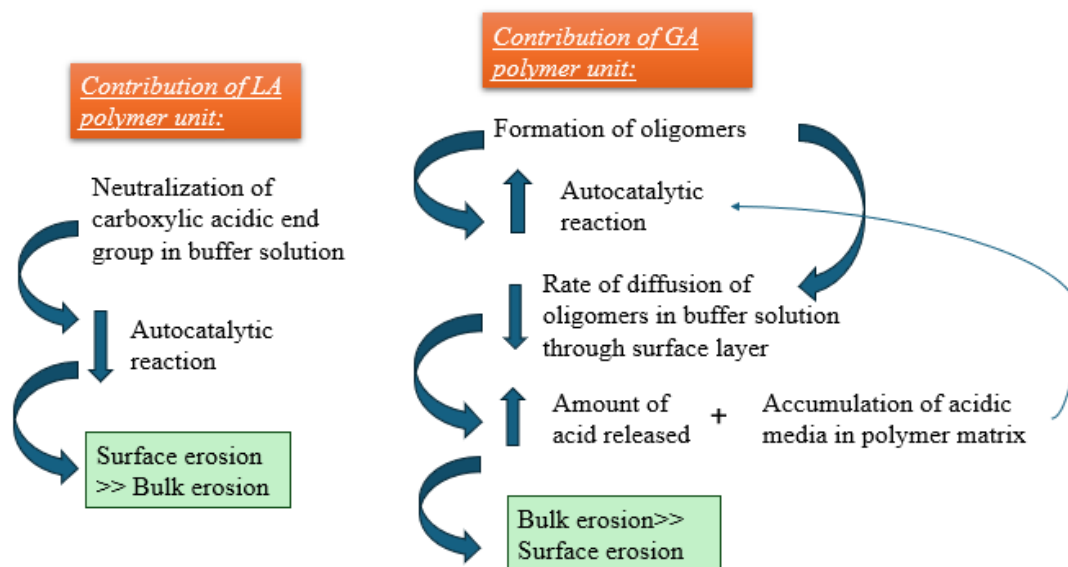 Contribution of LA
polymer unit:
Neutralization of
carboxylic acidic end
group in buffer solution
Autocatalytic
reaction
Surface erosion
>> Bulk erosion
Contribution of GA
polymer unit:
Formation of oligomers
Autocatalytic
reaction
Rate of diffusion of
oligomers in buffer solution
through surface layer
Amount of
acid released
+
Accumulation of acidic
media in polymer matrix
Bulk erosion>>
Surface erosion